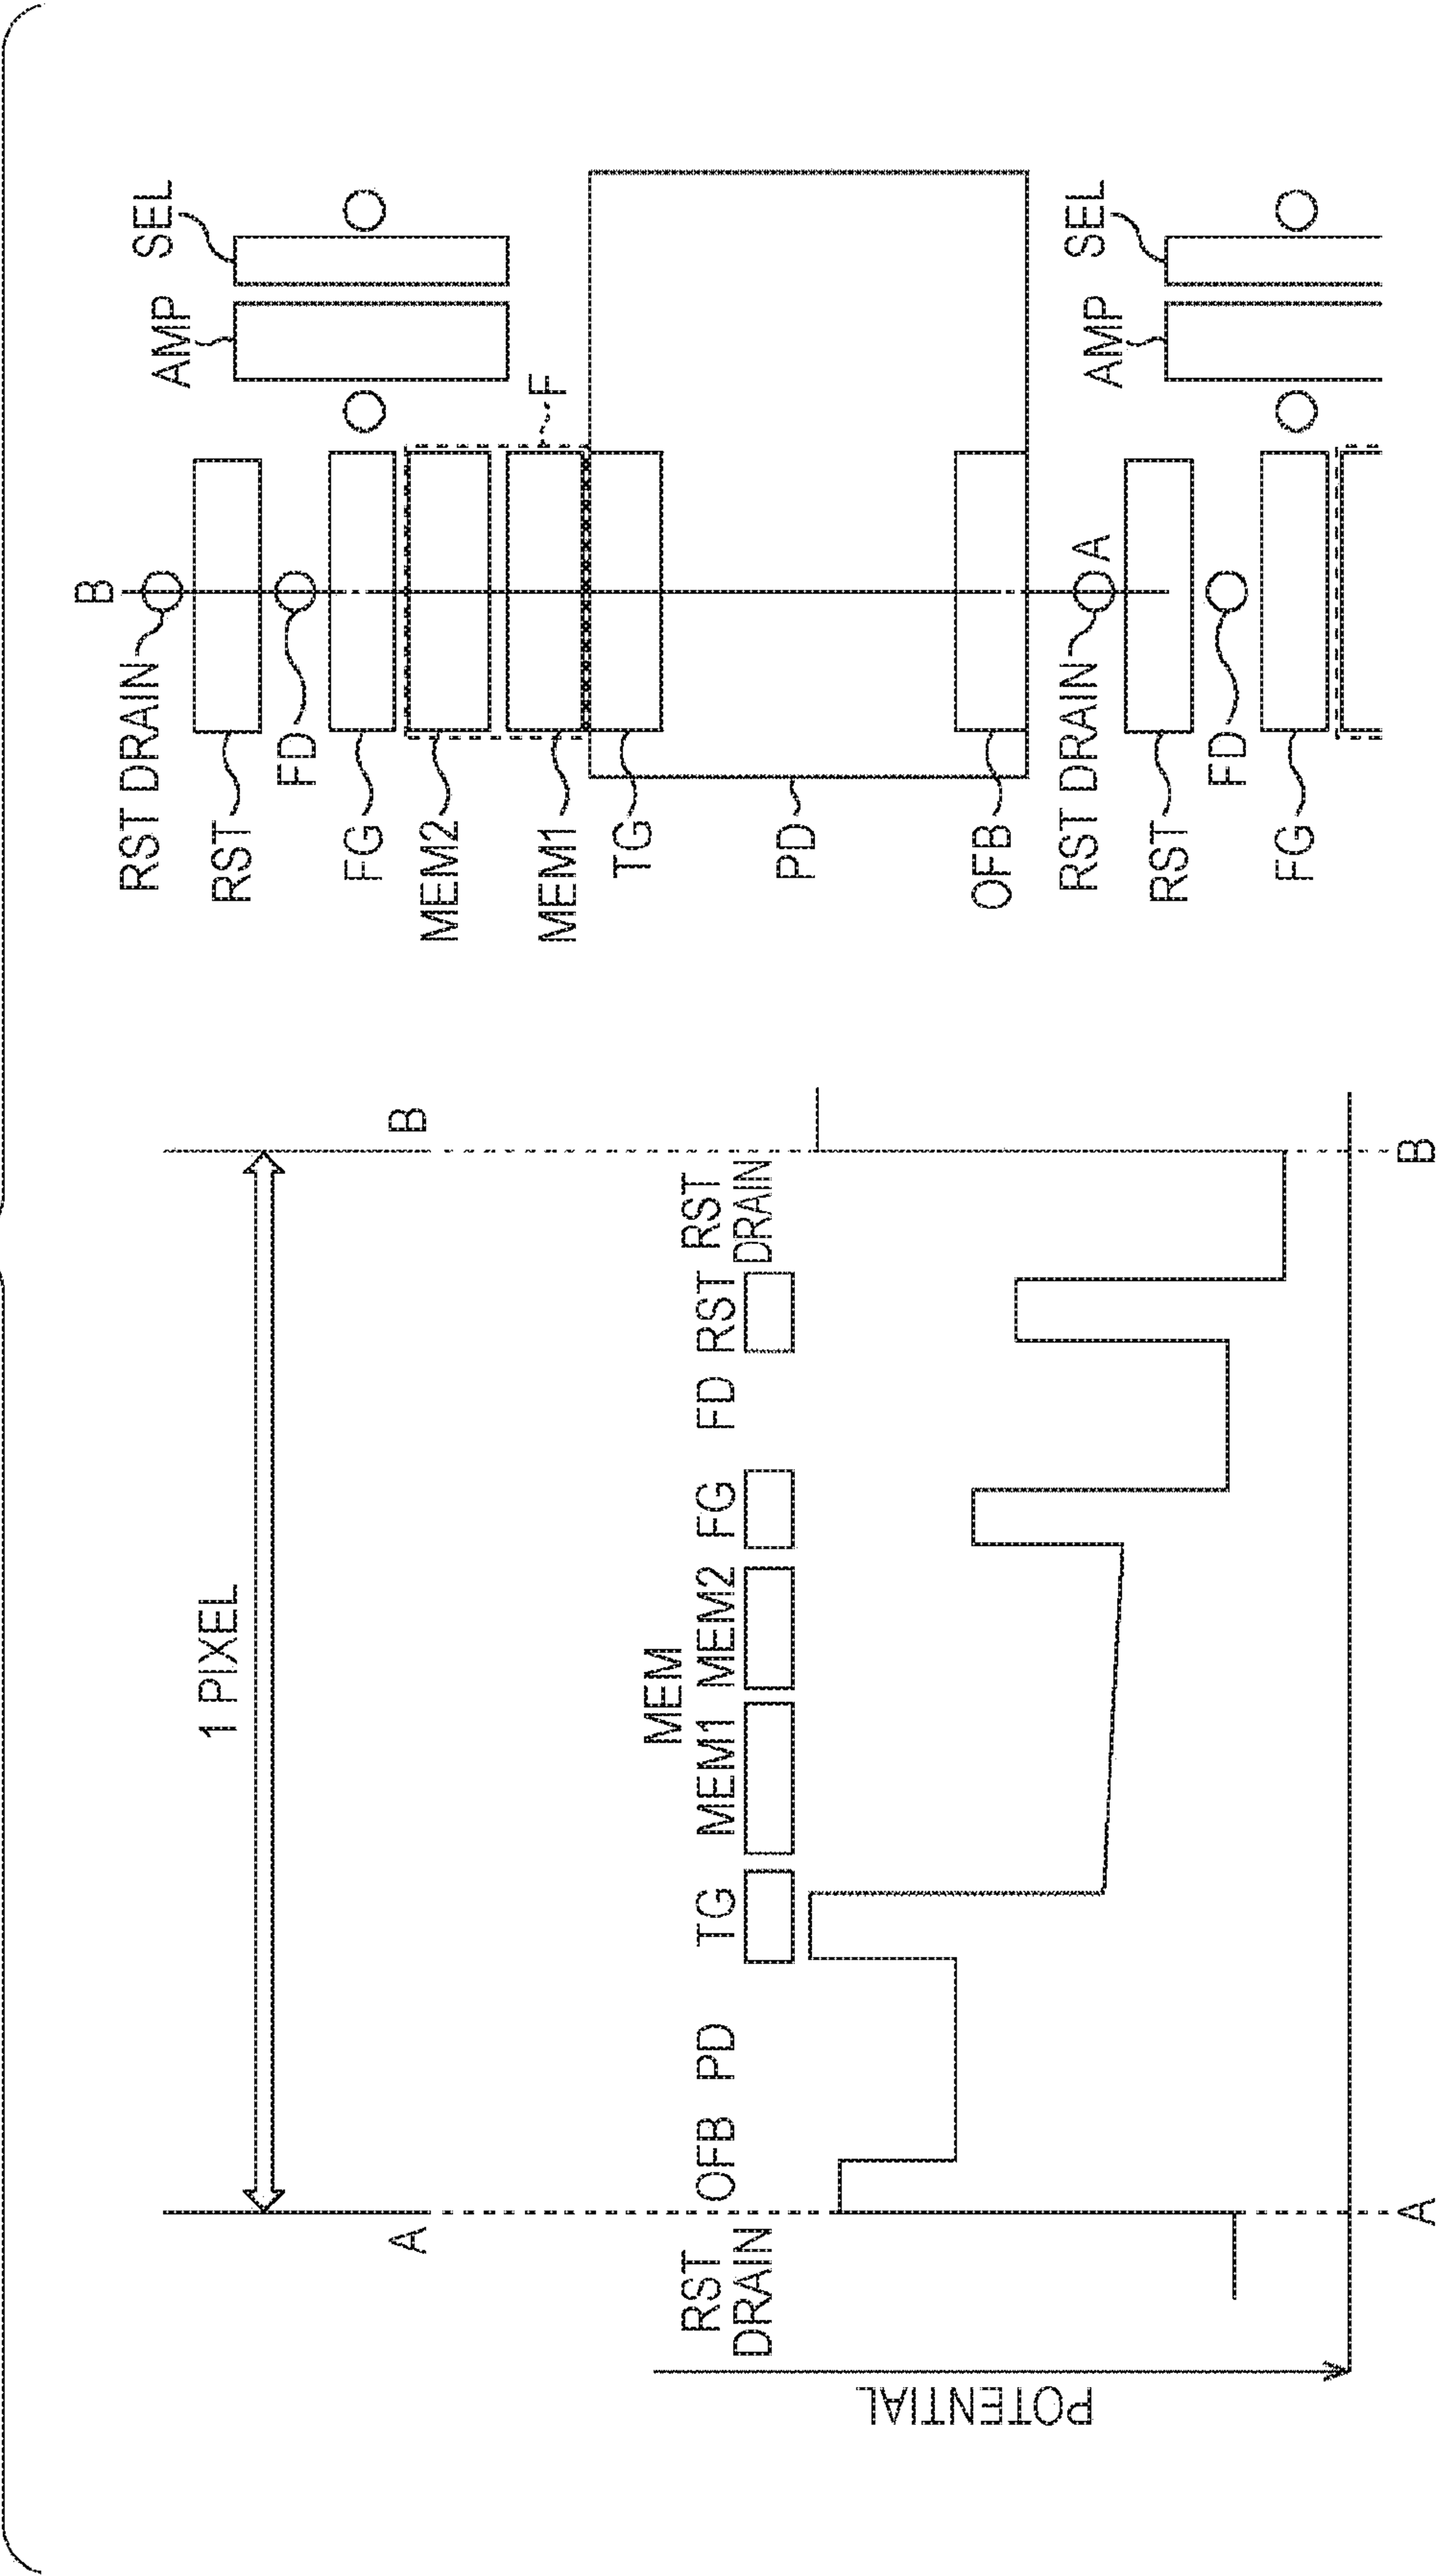 B
RST DRAIN
RST
FD
FG
MEM2
MEM1
TG
PD
OFB
RST DRAIN
RST
FD
FG
SEL
AMP
F
A
SEL
AMP
1 PIXEL
A
B
MEM
RST
DRAIN
OFB
PD
TG
MEM1
MEM2
FG
FD
RST
RST
DRAIN
POTENTIAL
A
B